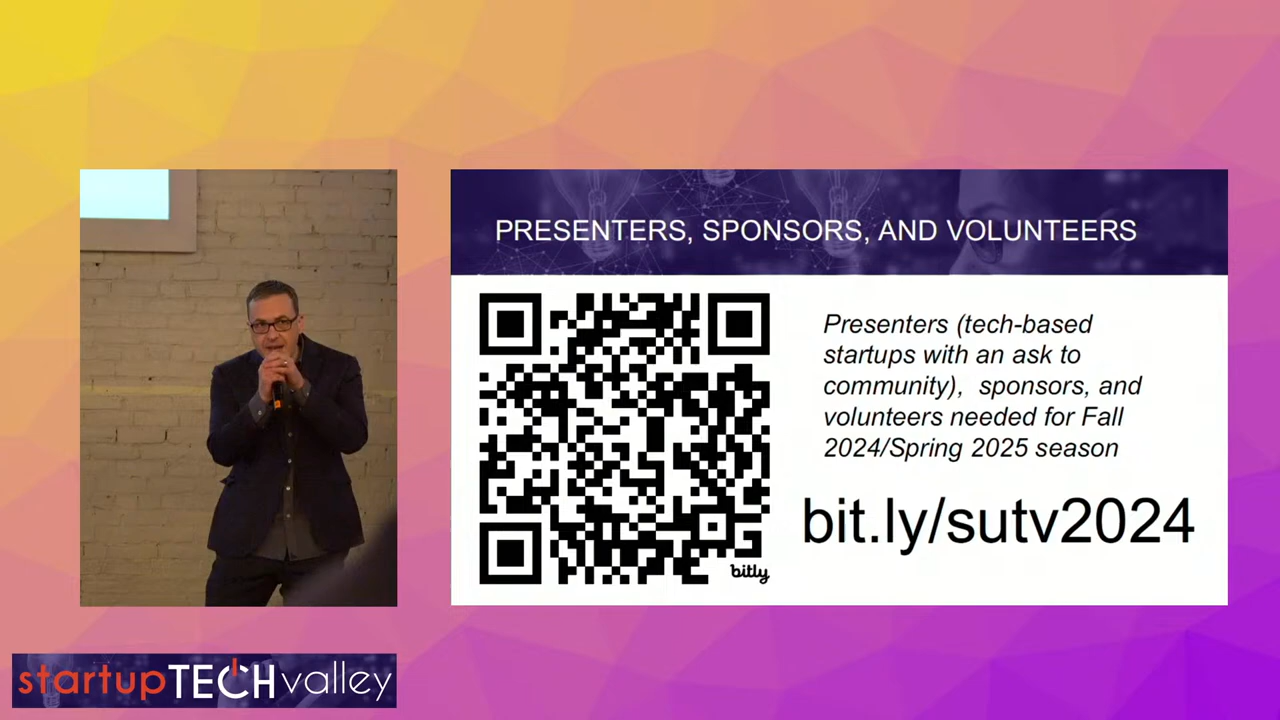 PRESENTERS, SPONSORS, AND VOLUNTEERS
Presenters (tech-based
startups with an ask to
community),  sponsors, and
volunteers needed for Fall
2024/Spring 2025 season
bit.ly/sutv2024
bitly
startupTECHvalley